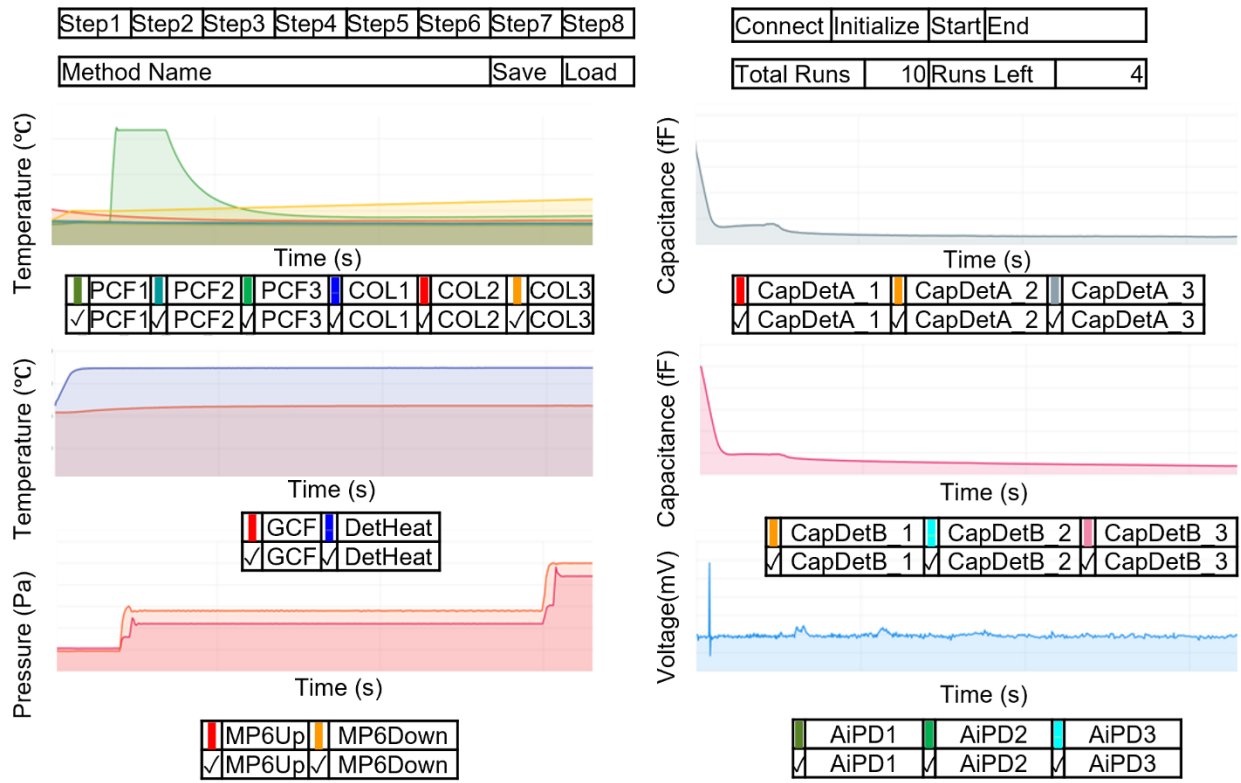 Step1 Step2 Step3 Step4 Step5 Step6 Step7 Step8
Method Name Save Load
Temperature (℃)
Time (s)
PCF1 PCF2 PCF3 COL1 COL2 COL3
✓ PCF1 ✓ PCF2 ✓ PCF3 ✓ COL1 ✓ COL2 ✓ COL3
Temperature (℃)
Time (s)
GCF DetHeat
✓ GCF ✓ DetHeat
Pressure (Pa)
Time (s)
MP6Up MP6Down
✓ MP6Up ✓ MP6Down
Connect Initialize Start End
Total Runs 10 Runs Left 4
Capacitance (fF)
Time (s)
CapDetA_1 CapDetA_2 CapDetA_3
✓ CapDetA_1 ✓ CapDetA_2 ✓ CapDetA_3
Capacitance (fF)
Time (s)
CapDetB_1 CapDetB_2 CapDetB_3
✓ CapDetB_1 ✓ CapDetB_2 ✓ CapDetB_3
Voltage(mV)
Time (s)
AiPD1 AiPD2 AiPD3
✓ AiPD1 ✓ AiPD2 ✓ AiPD3